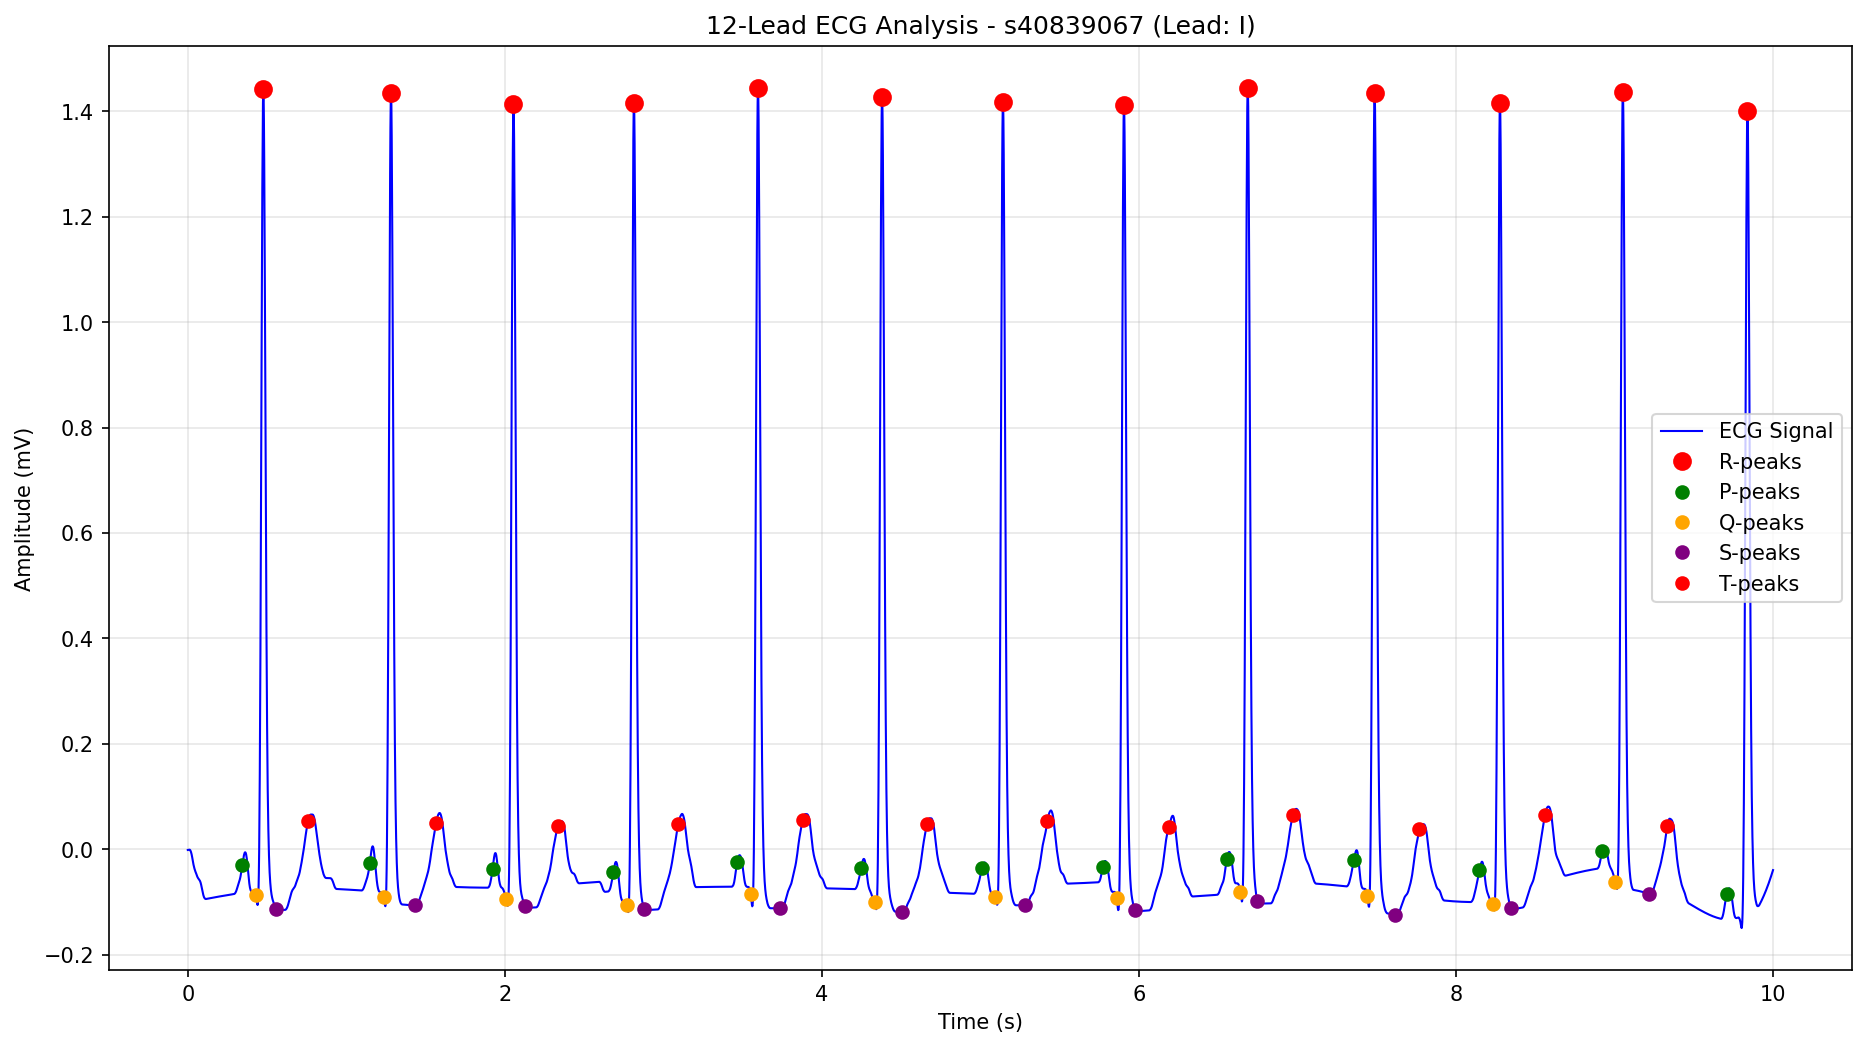 12-Lead ECG Analysis - s40839067 (Lead: I)
Amplitude (mV)
1.4
1.2
1.0
0.8
0.6
0.4
0.2
0.0
−0.2
ECG Signal
R-peaks
P-peaks
Q-peaks
S-peaks
T-peaks
0 2 4 6 8 10
Time (s)